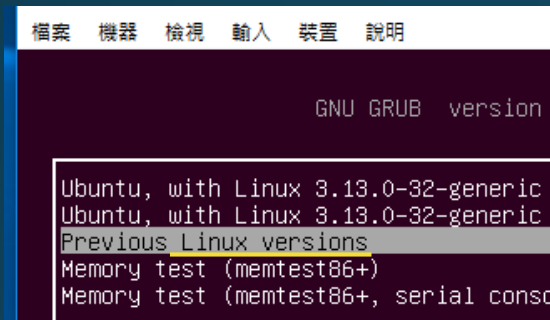 檔案 機器 檢視 輸入 裝置 說明
GNU GRUB version
Ubuntu, with Linux 3.13.0-32-generic
Ubuntu, with Linux 3.13.0-32-generic
Previous Linux versions
Memory test (memtest86+)
Memory test (memtest86+, serial conso